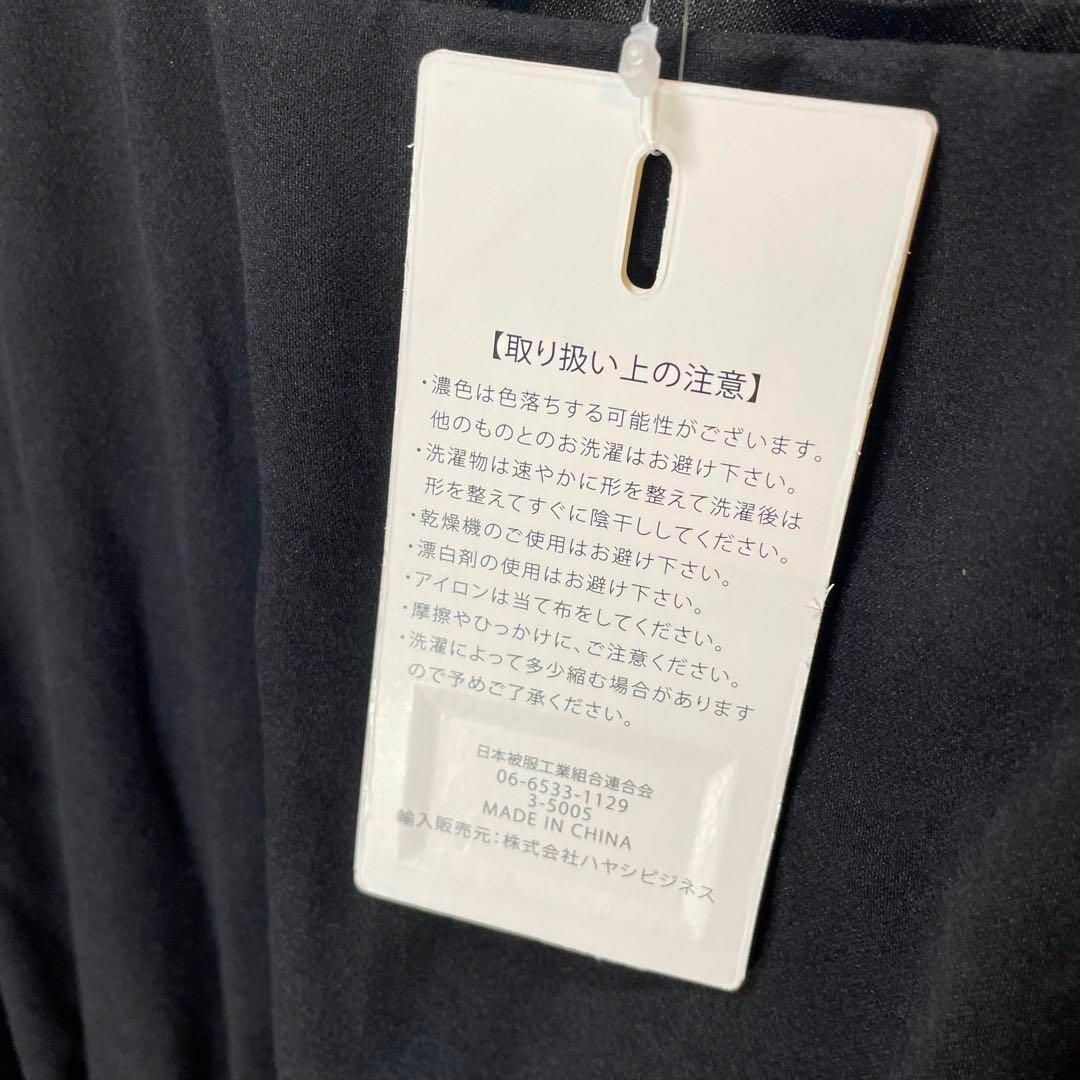 【取り扱い上の注意】
・濃色は色落ちする可能性がございます。
他のものとのお洗濯はお避け下さい。
・洗濯物は速やかに形を整えて洗濯後は
形を整えてすぐに陰干ししてください。
・乾燥機のご使用はお避け下さい。
・漂白剤の使用はお避け下さい。
・アイロンは当て布をしてください。
・摩擦やひっかけに、ご注意ください。
・洗濯によって多少縮む場合があります
ので予めご了承ください。
日本被服工業組合連合会
06-6533-1129
3-5005
MADE IN CHINA
輸入販売元：株式会社ハヤシビジネス